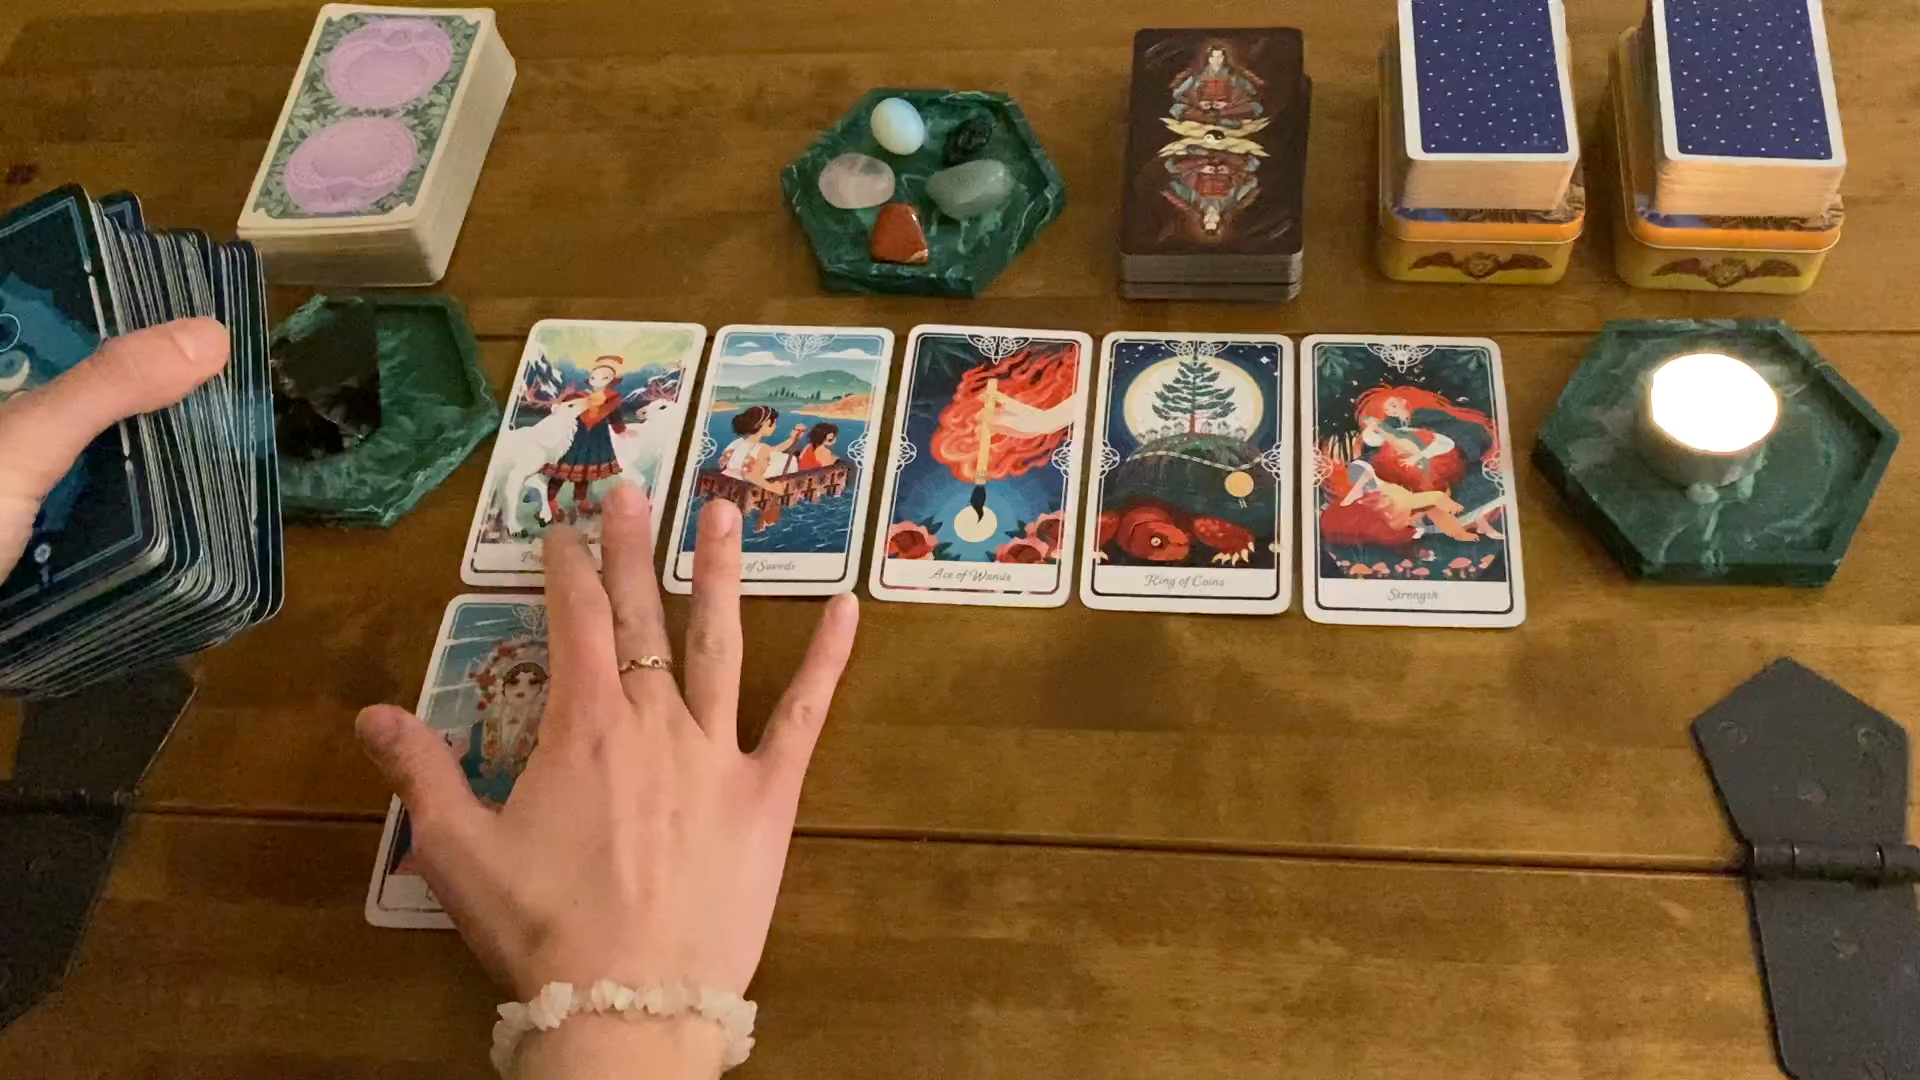 of Swords
Ace of Wands
King of Coins
Strength